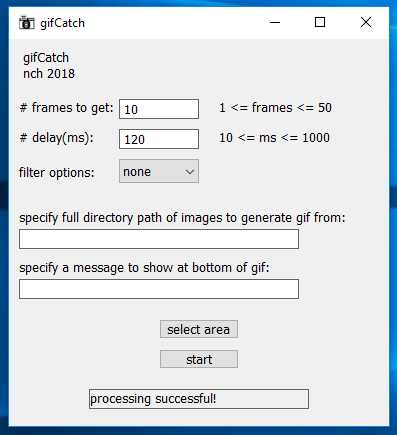 gifCatch
gifCatch
nch 2018
# frames to get: 10 1 <= frames <= 50
# delay(ms): 120 10 <= ms <= 1000
filter options: none
specify full directory path of images to generate gif from:
specify a message to show at bottom of gif:
select area
start
processing successful!